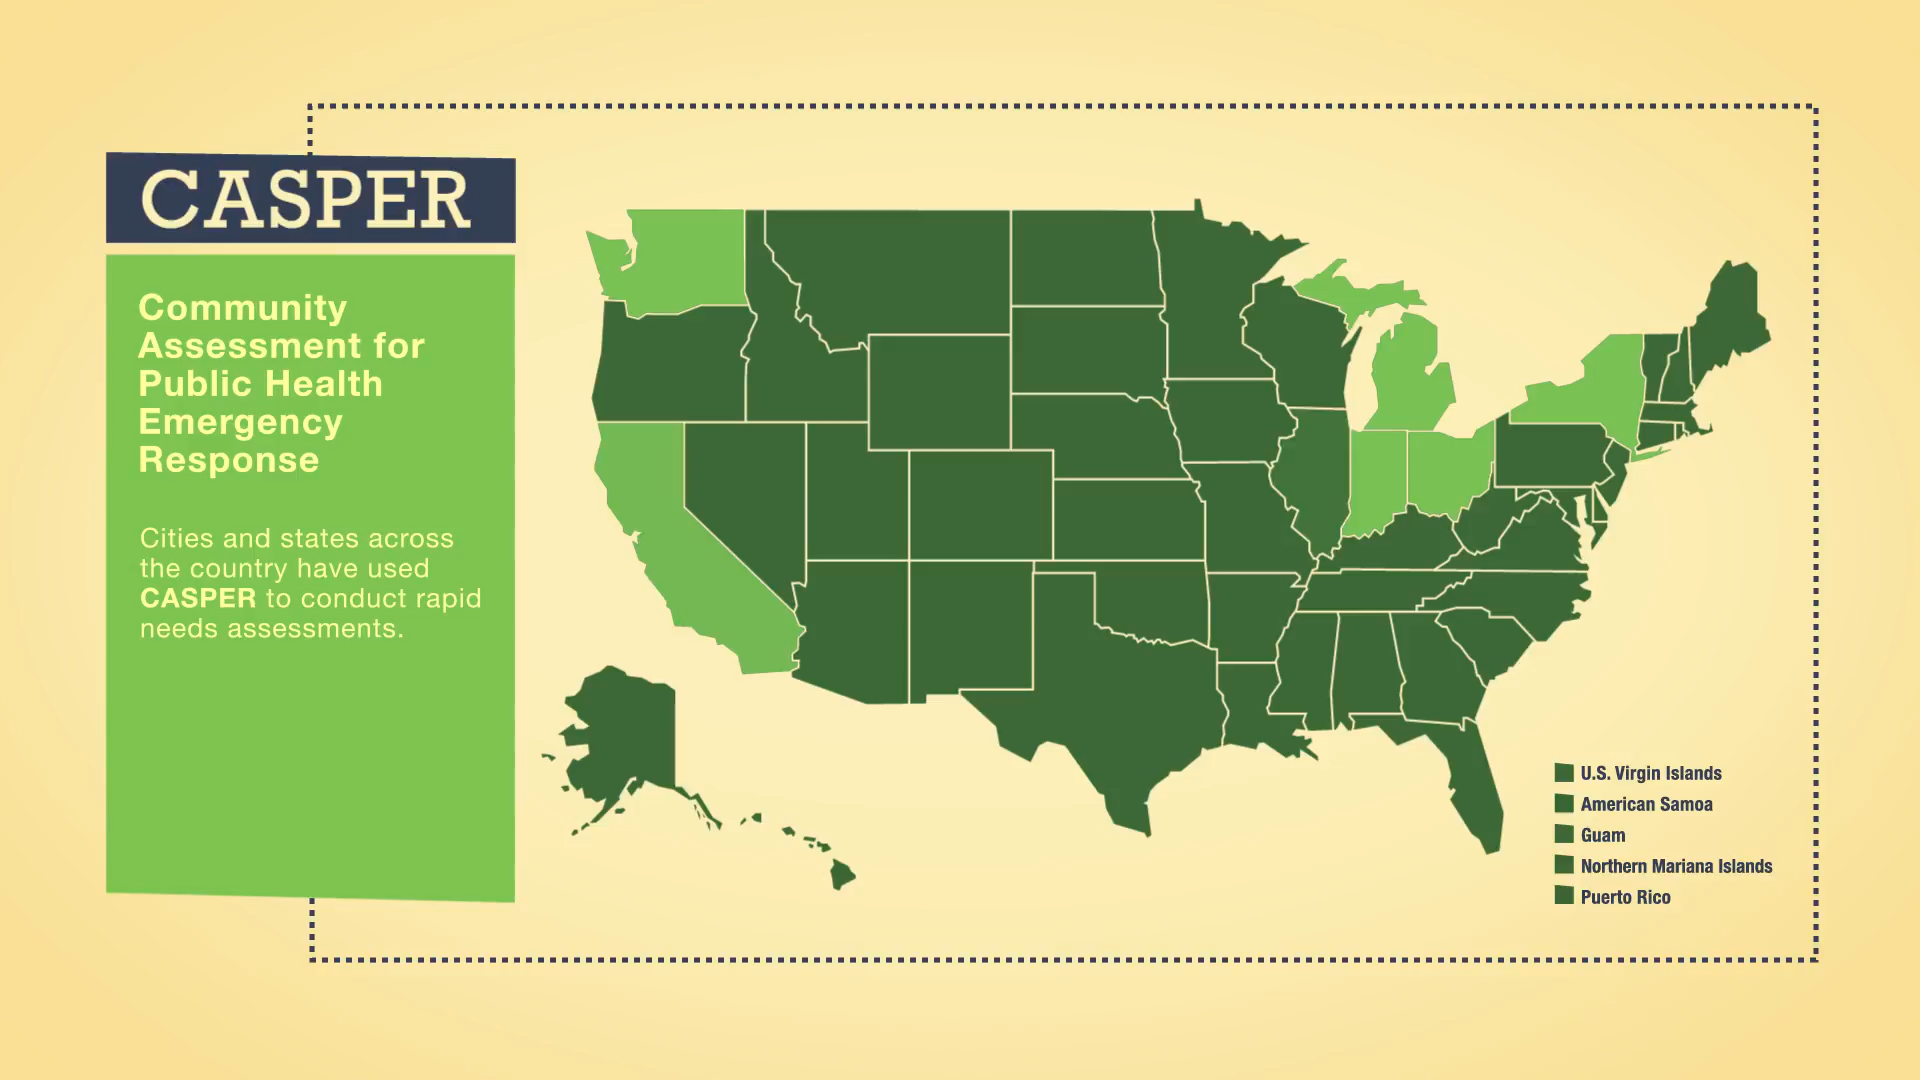 CASPER
Community
Assessment for
Public Health
Emergency
Response
Cities and states across
the country have used
CASPER to conduct rapid
needs assessments.
U.S. Virgin Islands
American Samoa
Guam
Northern Mariana Islands
Puerto Rico